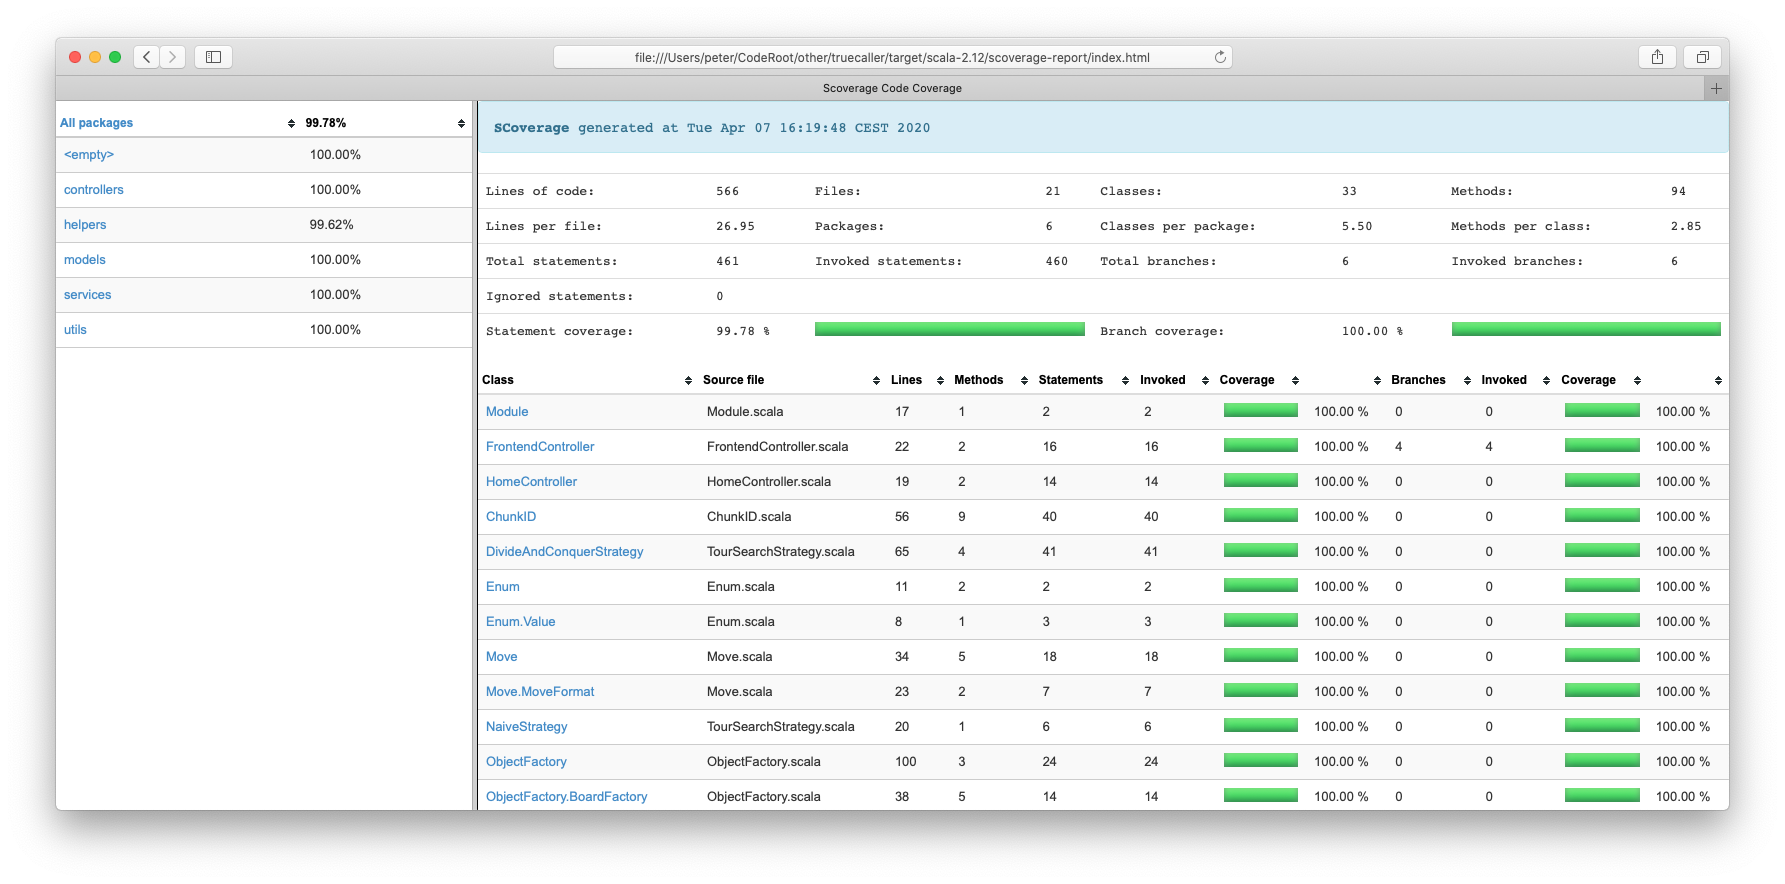 file:///Users/peter/CodeRoot/other/truecaller/target/scala-2.12/scoverage-report/index.html
Scoverage Code Coverage
All packages 99.78%
<empty> 100.00%
controllers 100.00%
helpers 99.62%
models 100.00%
services 100.00%
utils 100.00%
SCoverage generated at Tue Apr 07 16:19:48 CEST 2020
Lines of code: 566 Files: 21 Classes: 33 Methods: 94
Lines per file: 26.95 Packages: 6 Classes per package: 5.50 Methods per class: 2.85
Total statements: 461 Invoked statements: 460 Total branches: 6 Invoked branches: 6
Ignored statements: 0
Statement coverage: 99.78 % Branch coverage: 100.00 %
Class Source file Lines Methods Statements Invoked Coverage Branches Invoked Coverage
Module Module.scala 17 1 2 2 100.00 % 0 0 100.00 %
FrontendController FrontendController.scala 22 2 16 16 100.00 % 4 4 100.00 %
HomeController HomeController.scala 19 2 14 14 100.00 % 0 0 100.00 %
ChunkID ChunkID.scala 56 9 40 40 100.00 % 0 0 100.00 %
DivideAndConquerStrategy TourSearchStrategy.scala 65 4 41 41 100.00 % 0 0 100.00 %
Enum Enum.scala 11 2 2 2 100.00 % 0 0 100.00 %
Enum.Value Enum.scala 8 1 3 3 100.00 % 0 0 100.00 %
Move Move.scala 34 5 18 18 100.00 % 0 0 100.00 %
Move.MoveFormat Move.scala 23 2 7 7 100.00 % 0 0 100.00 %
NaiveStrategy TourSearchStrategy.scala 20 1 6 6 100.00 % 0 0 100.00 %
ObjectFactory ObjectFactory.scala 100 3 24 24 100.00 % 0 0 100.00 %
ObjectFactory.BoardFactory ObjectFactory.scala 38 5 14 14 100.00 % 0 0 100.00 %